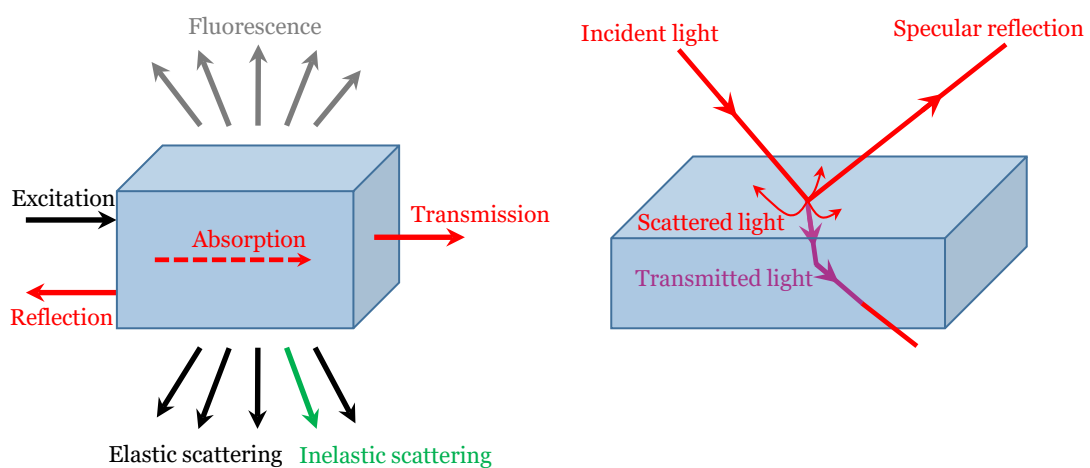 Fluorescence
Excitation
Absorption
Transmission
Reflection
Elastic scattering
Inelastic scattering
Incident light
Specular reflection
Scattered light
Transmitted light